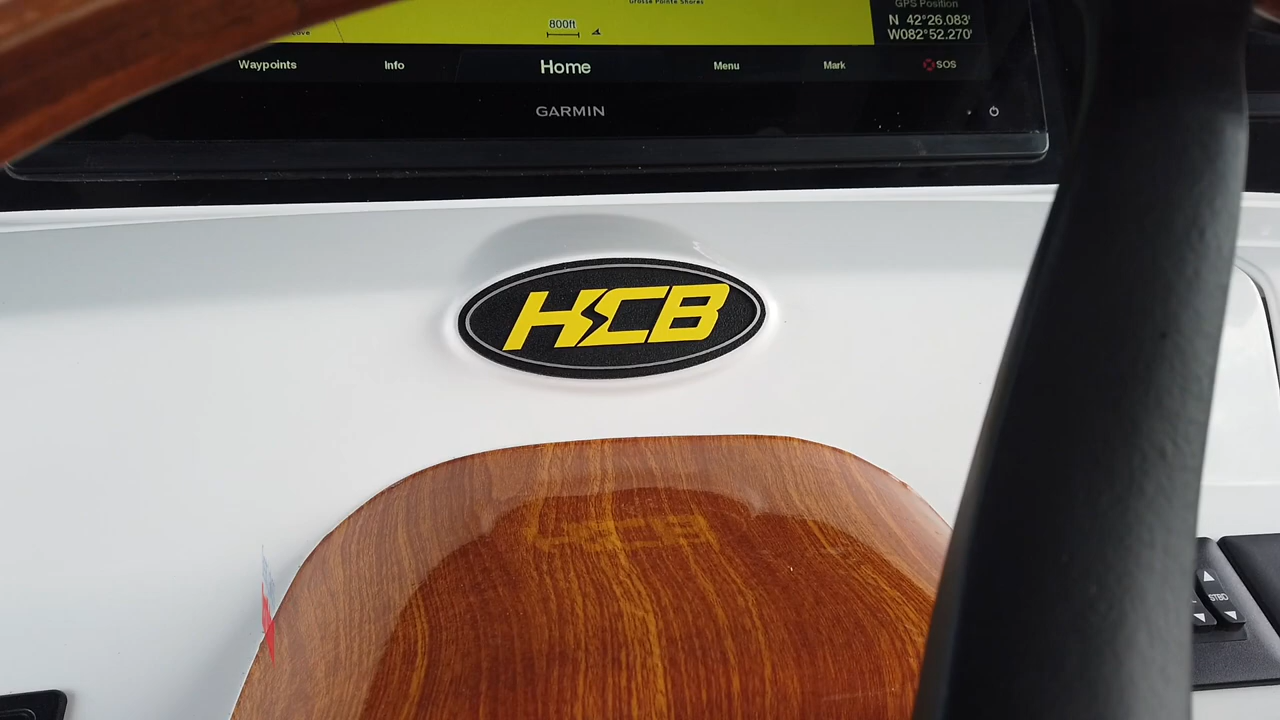 Grosse Pointe Shores
800ft
GPS Position
N 42°26.083'
W082°52.270'
Waypoints
Info
Home
Menu
Mark
SOS
GARMIN
HCB
HCB
STBD